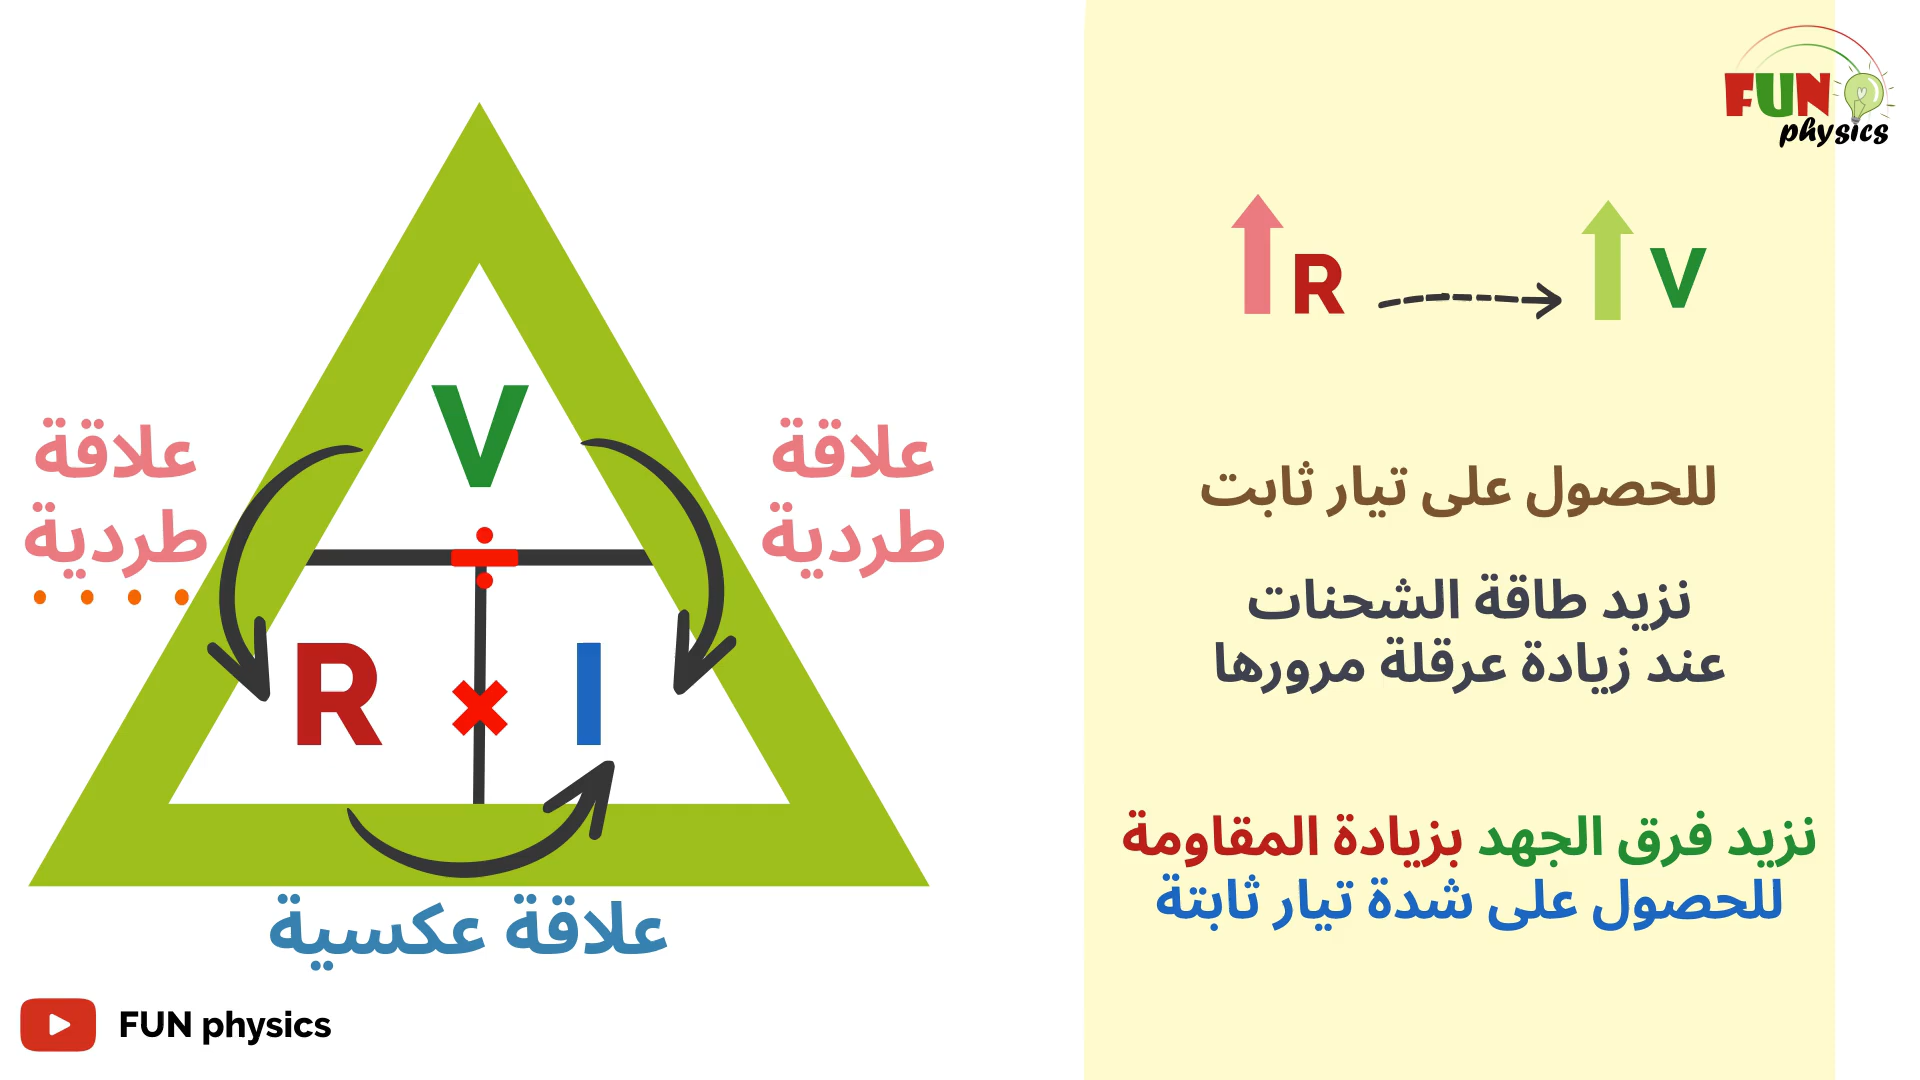 FUN
physics
R
V
علاقة
طردية
علاقة
طردية
V
÷
R × I
علاقة عكسية
للحصول على تيار ثابت
نزيد طاقة الشحنات
عند زيادة عرقلة مرورها
نزيد فرق الجهد بزيادة المقاومة
للحصول على شدة تيار ثابتة
FUN physics